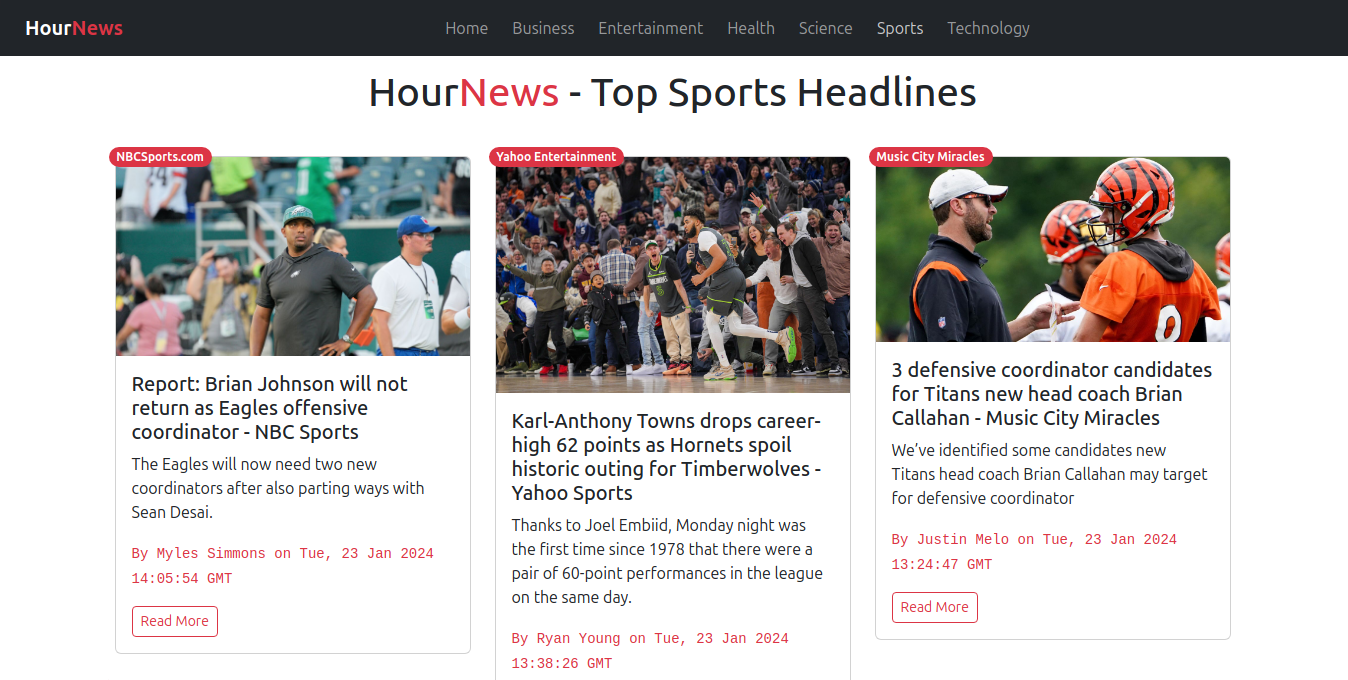 HourNews
Home Business Entertainment Health Science Sports Technology
HourNews - Top Sports Headlines
NBCSports.com
Report: Brian Johnson will not
return as Eagles offensive
coordinator - NBC Sports
The Eagles will now need two new
coordinators after also parting ways with
Sean Desai.
By Myles Simmons on Tue, 23 Jan 2024
14:05:54 GMT
Read More
Yahoo Entertainment
Karl-Anthony Towns drops career-
high 62 points as Hornets spoil
historic outing for Timberwolves -
Yahoo Sports
Thanks to Joel Embiid, Monday night was
the first time since 1978 that there were a
pair of 60-point performances in the league
on the same day.
By Ryan Young on Tue, 23 Jan 2024
13:38:26 GMT
Music City Miracles
3 defensive coordinator candidates
for Titans new head coach Brian
Callahan - Music City Miracles
We’ve identified some candidates new
Titans head coach Brian Callahan may target
for defensive coordinator
By Justin Melo on Tue, 23 Jan 2024
13:24:47 GMT
Read More